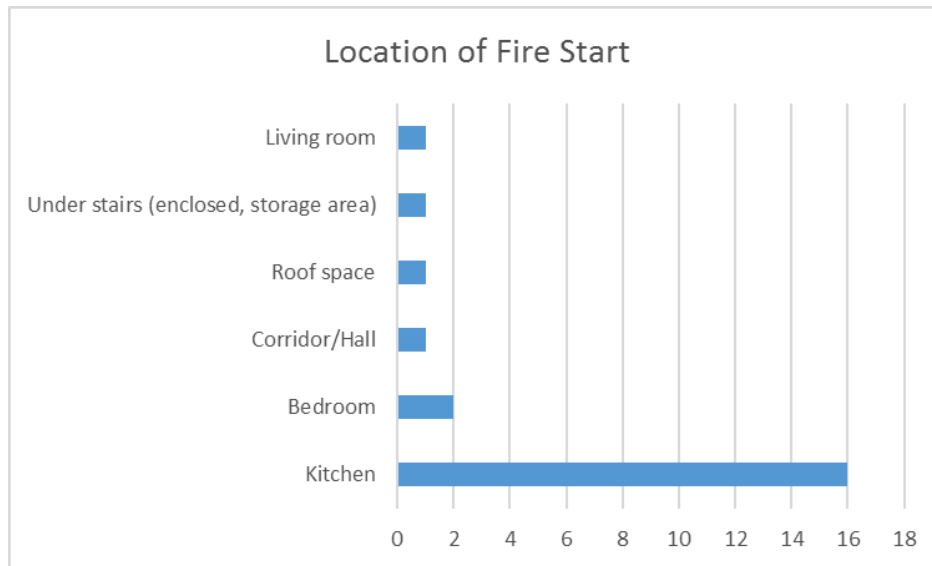 Location of Fire Start
Living room
Under stairs (enclosed, storage area)
Roof space
Corridor/Hall
Bedroom
Kitchen
0 2 4 6 8 10 12 14 16 18